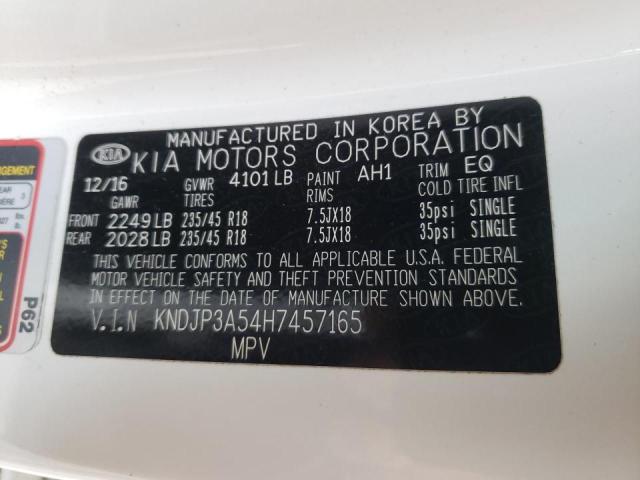 MANUFACTURED IN KOREA BY
KIA KIA MOTORS CORPORATION
12/16 GVWR 4101 LB PAINT AH1 TRIM EQ
GAWR TIRES RIMS COLD TIRE INFL
FRONT 2249 LB 235/45 R18 7.5JX18 35psi SINGLE
REAR 2028 LB 235/45 R18 7.5JX18 35psi SINGLE
THIS VEHICLE CONFORMS TO ALL APPLICABLE U.S.A. FEDERAL
MOTOR VEHICLE SAFETY AND THEFT PREVENTION STANDARDS
IN EFFECT ON THE DATE OF MANUFACTURE SHOWN ABOVE.
V.I.N KNDJP3A54H7457165
MPV
P62